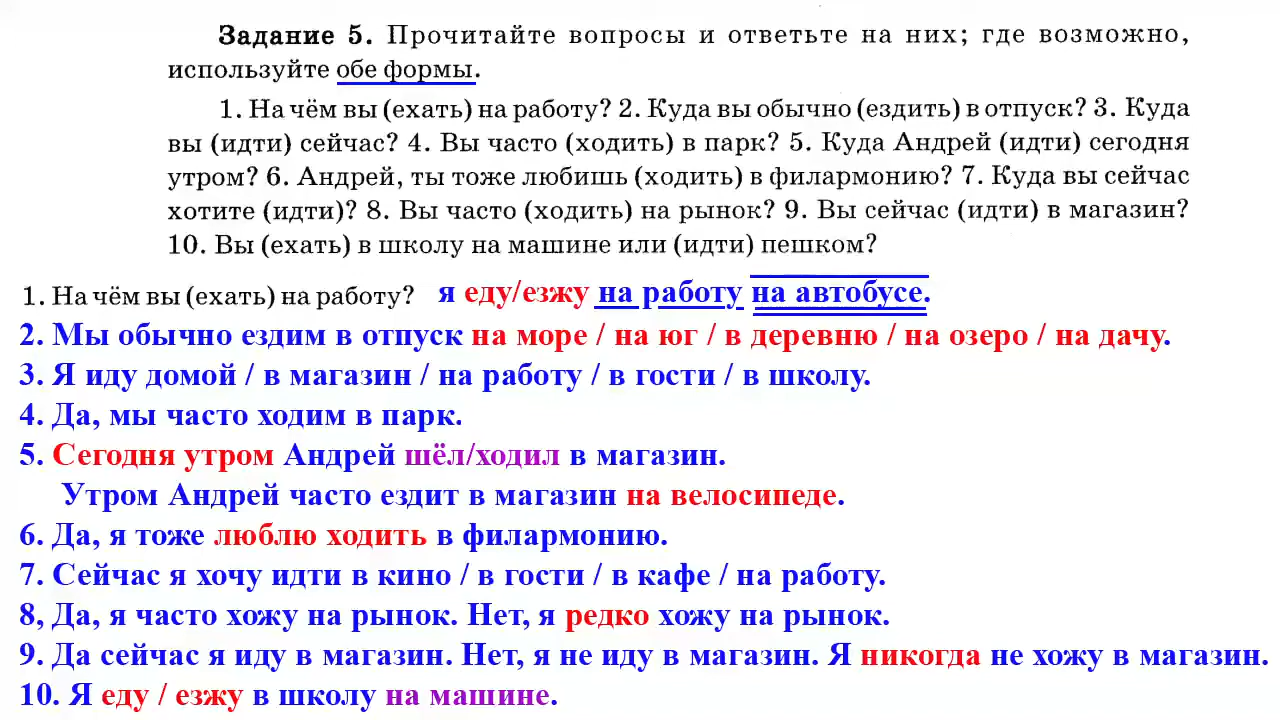 Задание 5. Прочитайте вопросы и ответьте на них; где возможно,
используйте обе формы.
1. На чём вы (ехать) на работу? 2. Куда вы обычно (ездить) в отпуск? 3. Куда
вы (идти) сейчас? 4. Вы часто (ходить) в парк? 5. Куда Андрей (идти) сегодня
утром? 6. Андрей, ты тоже любишь (ходить) в филармонию? 7. Куда вы сейчас
хотите (идти)? 8. Вы часто (ходить) на рынок? 9. Вы сейчас (идти) в магазин?
10. Вы (ехать) в школу на машине или (идти) пешком?
1. На чём вы (ехать) на работу? я еду/езжу на работу на автобусе.
2. Мы обычно ездим в отпуск на море / на юг / в деревню / на озеро / на дачу.
3. Я иду домой / в магазин / на работу / в гости / в школу.
4. Да, мы часто ходим в парк.
5. Сегодня утром Андрей шёл/ходил в магазин.
Утром Андрей часто ездит в магазин на велосипеде.
6. Да, я тоже люблю ходить в филармонию.
7. Сейчас я хочу идти в кино / в гости / в кафе / на работу.
8, Да, я часто хожу на рынок. Нет, я редко хожу на рынок.
9. Да сейчас я иду в магазин. Нет, я не иду в магазин. Я никогда не хожу в магазин.
10. Я еду / езжу в школу на машине.